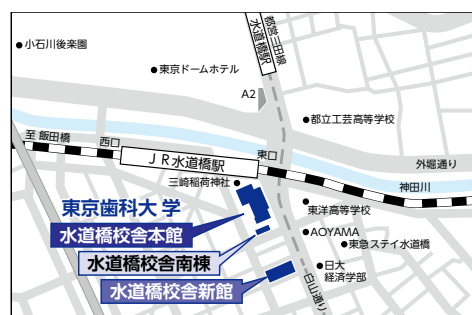 小石川後楽園
東京ドームホテル
水道橋駅
都営三田線
A2
都立工芸高等学校
至 飯田橋
西口
JR水道橋駅
東口
外堀通り
神田川
三崎稲荷神社
東京歯科大学
水道橋校舎本館
水道橋校舎南棟
水道橋校舎新館
東洋高等学校
AOYAMA
東急ステイ水道橋
日大
経済学部
白山通り